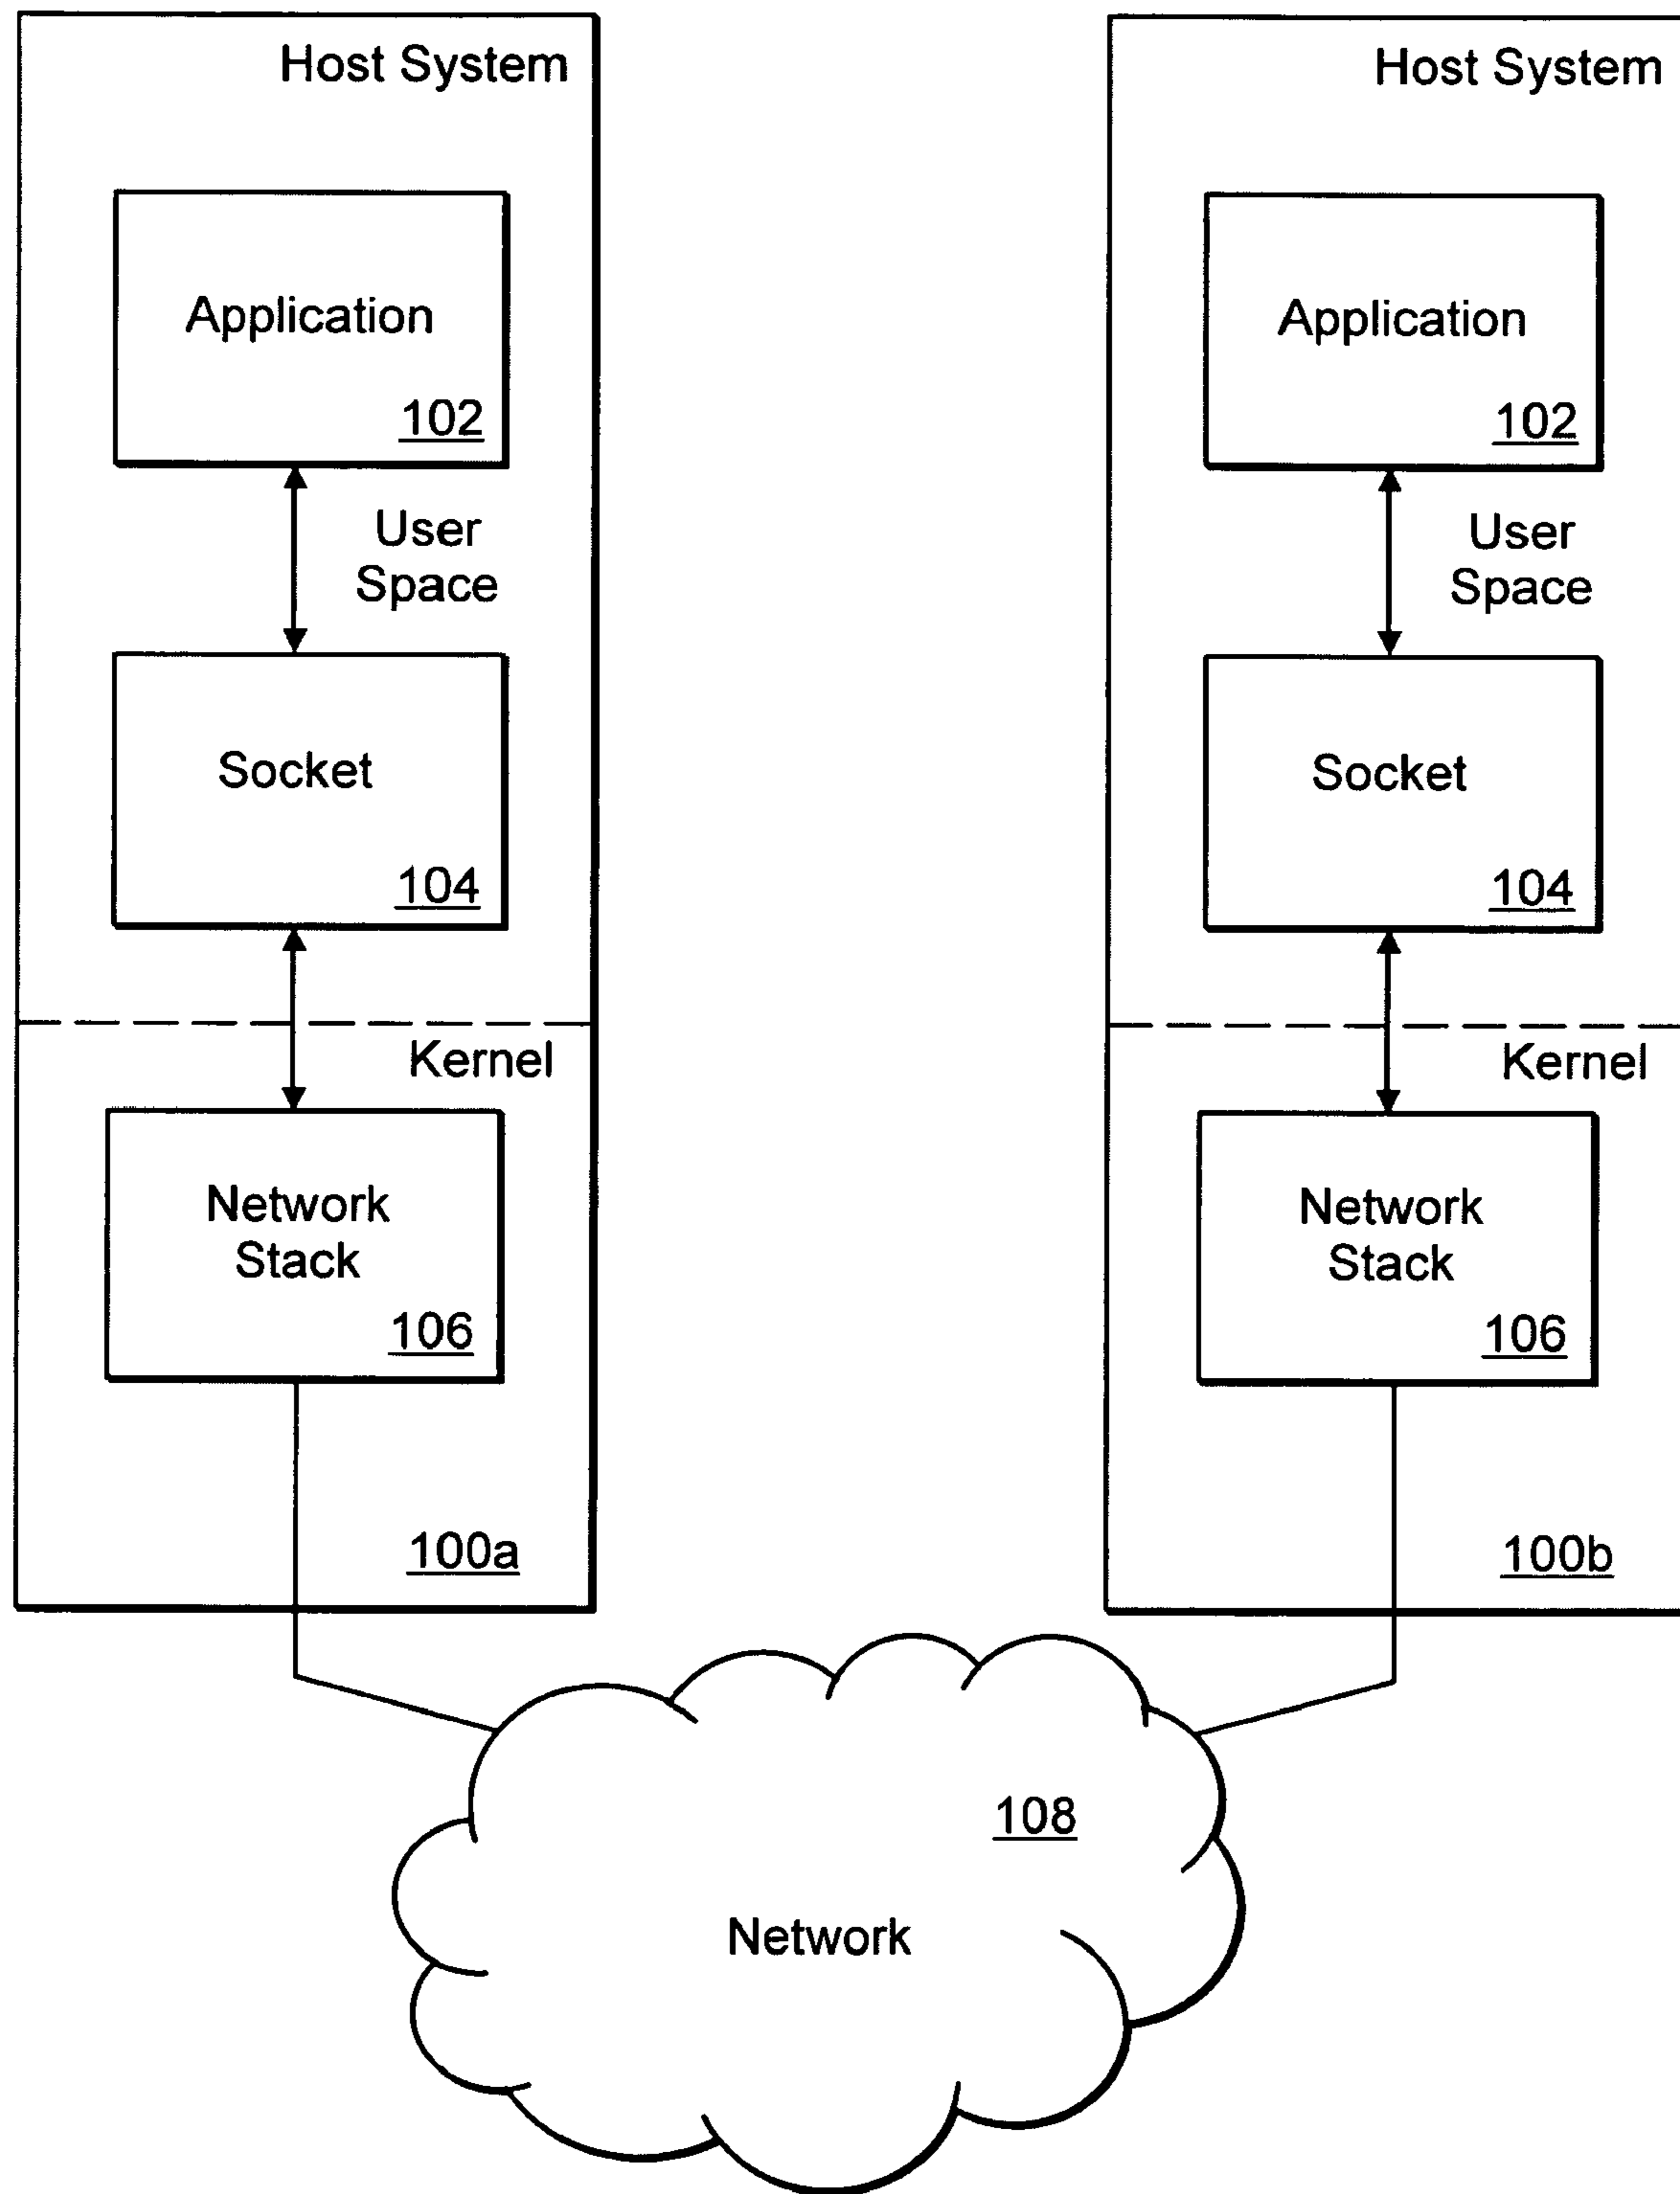 Host System
Application
102
User
Space
Socket
104
Kernel
Network
Stack
106
100a
Host System
Application
102
User
Space
Socket
104
Kernel
Network
Stack
106
100b
108
Network